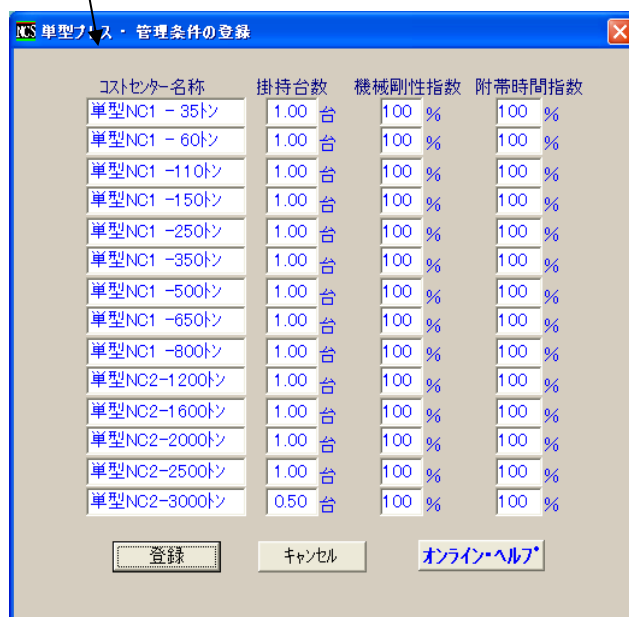 NCS 単型プレス ・ 管理条件の登録
コストセンター名称 掛持台数 機械剛性指数 附帯時間指数
単型NC1 - 35トン 1.00 台 100 % 100 %
単型NC1 - 60トン 1.00 台 100 % 100 %
単型NC1 -110トン 1.00 台 100 % 100 %
単型NC1 -150トン 1.00 台 100 % 100 %
単型NC1 -250トン 1.00 台 100 % 100 %
単型NC1 -350トン 1.00 台 100 % 100 %
単型NC1 -500トン 1.00 台 100 % 100 %
単型NC1 -650トン 1.00 台 100 % 100 %
単型NC1 -800トン 1.00 台 100 % 100 %
単型NC2-1200トン 1.00 台 100 % 100 %
単型NC2-1600トン 1.00 台 100 % 100 %
単型NC2-2000トン 1.00 台 100 % 100 %
単型NC2-2500トン 1.00 台 100 % 100 %
単型NC2-3000トン 0.50 台 100 % 100 %
登録 キャンセル オンライン・ヘルプ